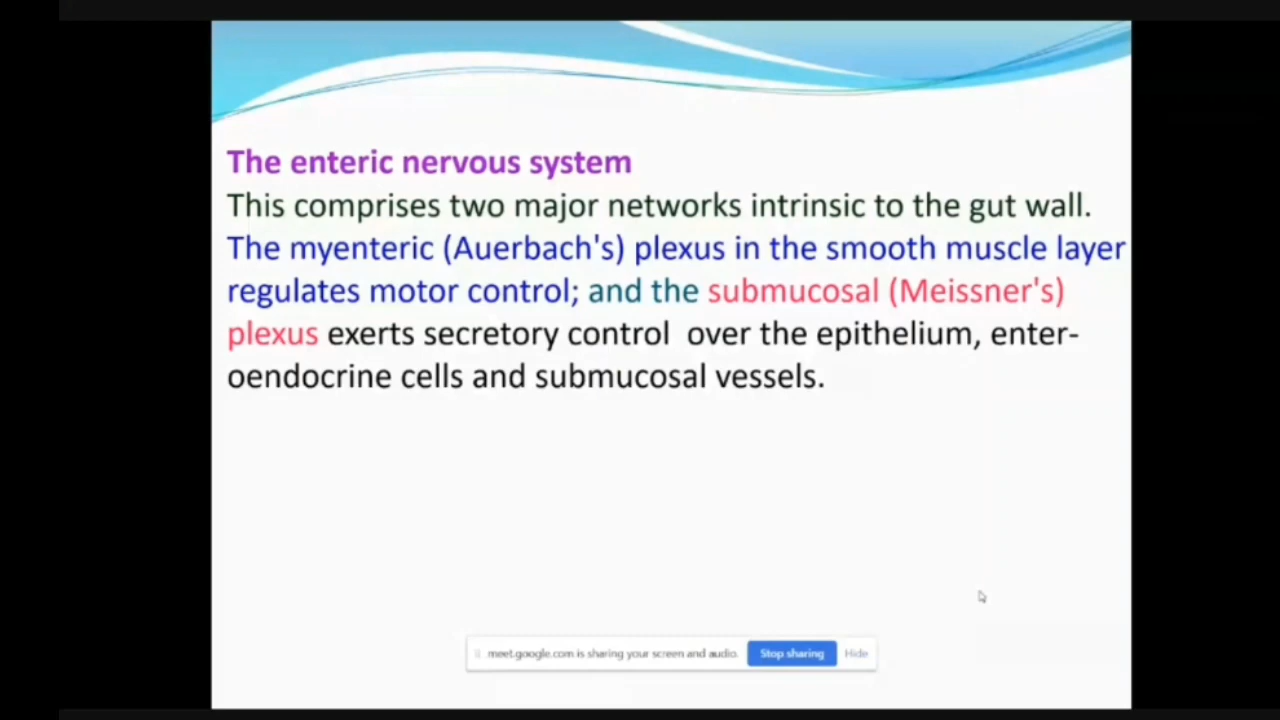 The enteric nervous system
This comprises two major networks intrinsic to the gut wall.
The myenteric (Auerbach's) plexus in the smooth muscle layer
regulates motor control; and the submucosal (Meissner's)
plexus exerts secretory control  over the epithelium, enter-
oendocrine cells and submucosal vessels.
meet.google.com is sharing your screen and audio. Stop sharing Hide